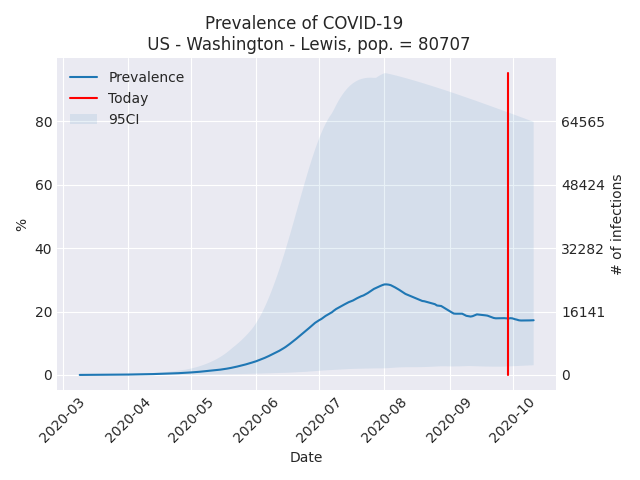 Prevalence of COVID-19
US - Washington - Lewis, pop. = 80707
Prevalence
Today
95CI
80
60
40
20
0
%
64565
48424
32282
16141
0
# of infections
2020-03
2020-04
2020-05
2020-06
2020-07
2020-08
2020-09
2020-10
Date